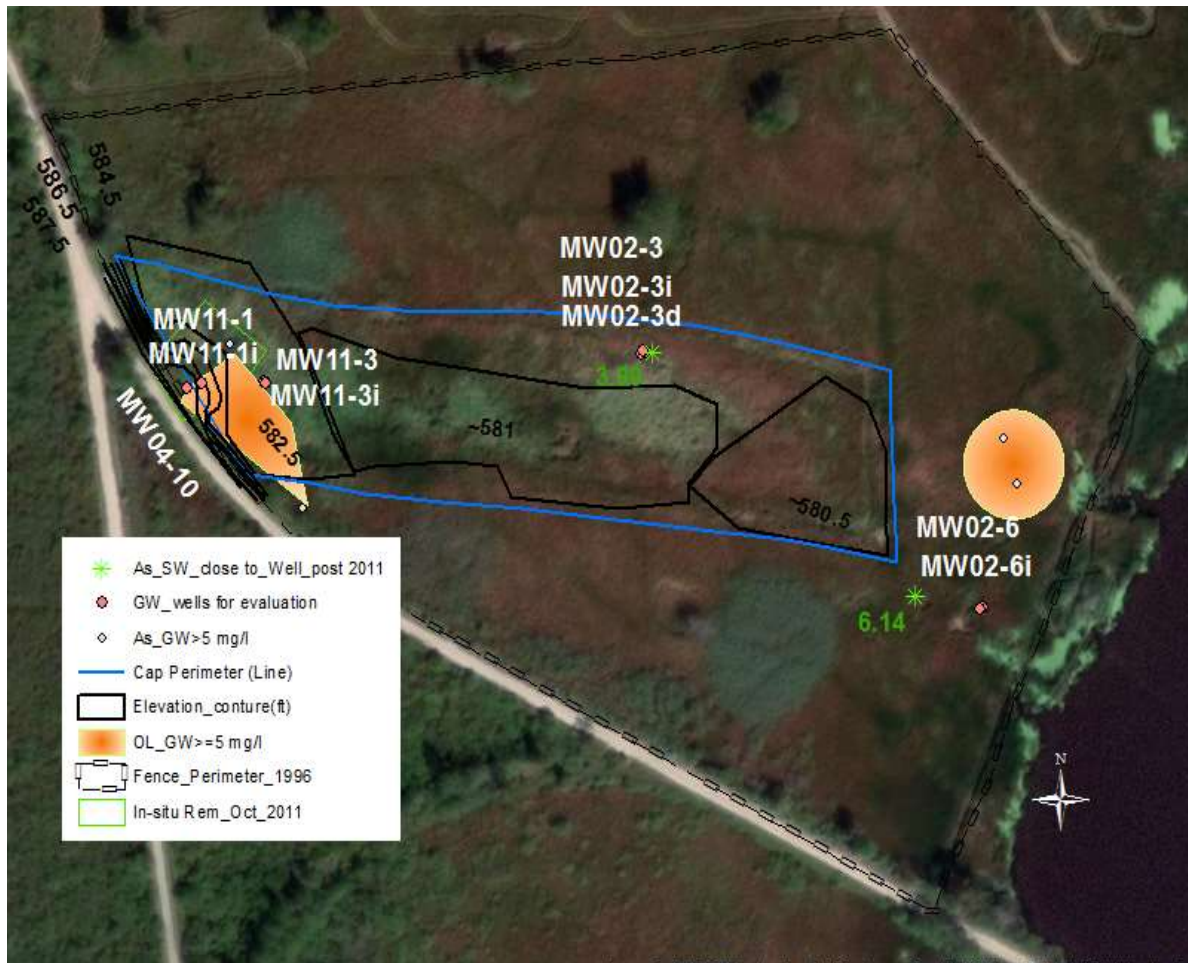 584.5
586.5
587.5
MW02-3
MW02-3i
MW02-3d
MW11-1
MW11-1i
MW11-3
MW11-3i
MW04-10
582.5
~581
~580.5
MW02-6
MW02-6i
6.14
As_SW_close to_Well_post 2011
GW_wells for evaluation
As_GW>5 mg/l
Cap Perimeter (Line)
Elevation_conture(ft)
OL_GW>=5 mg/l
Fence_Perimeter_1996
In-situ Rem_Oct_2011
N